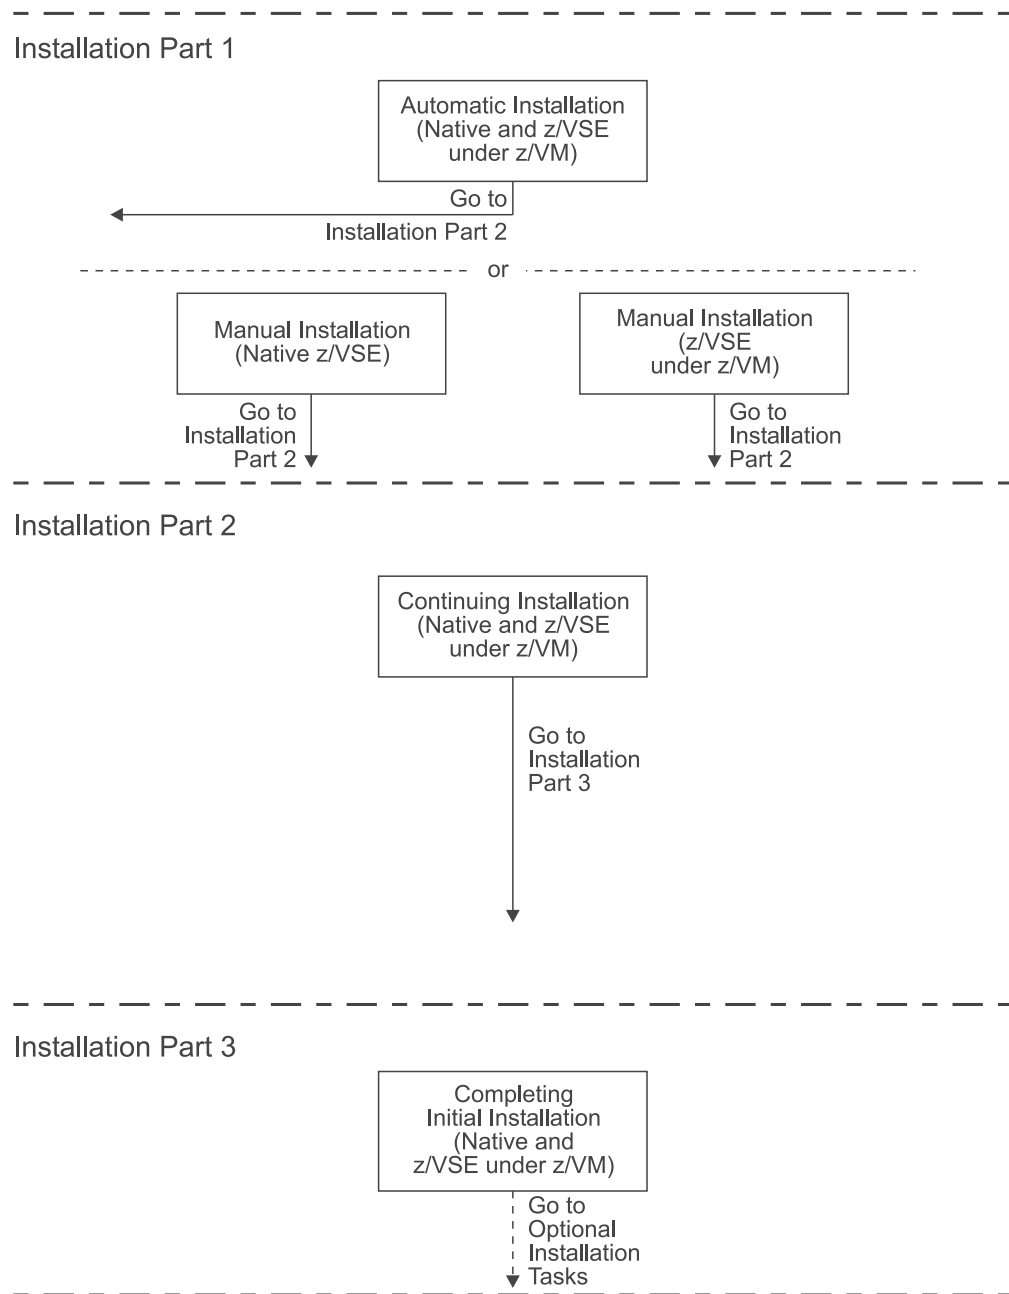 Installation Part 1
Automatic Installation
(Native and z/VSE
under z/VM)
Go to
Installation Part 2
or
Manual Installation
(Native z/VSE)
Go to
Installation
Part 2
Manual Installation
(z/VSE
under z/VM)
Go to
Installation
Part 2
Installation Part 2
Continuing Installation
(Native and z/VSE
under z/VM)
Go to
Installation
Part 3
Installation Part 3
Completing
Initial Installation
(Native and
z/VSE under z/VM)
Go to
Optional
Installation
Tasks